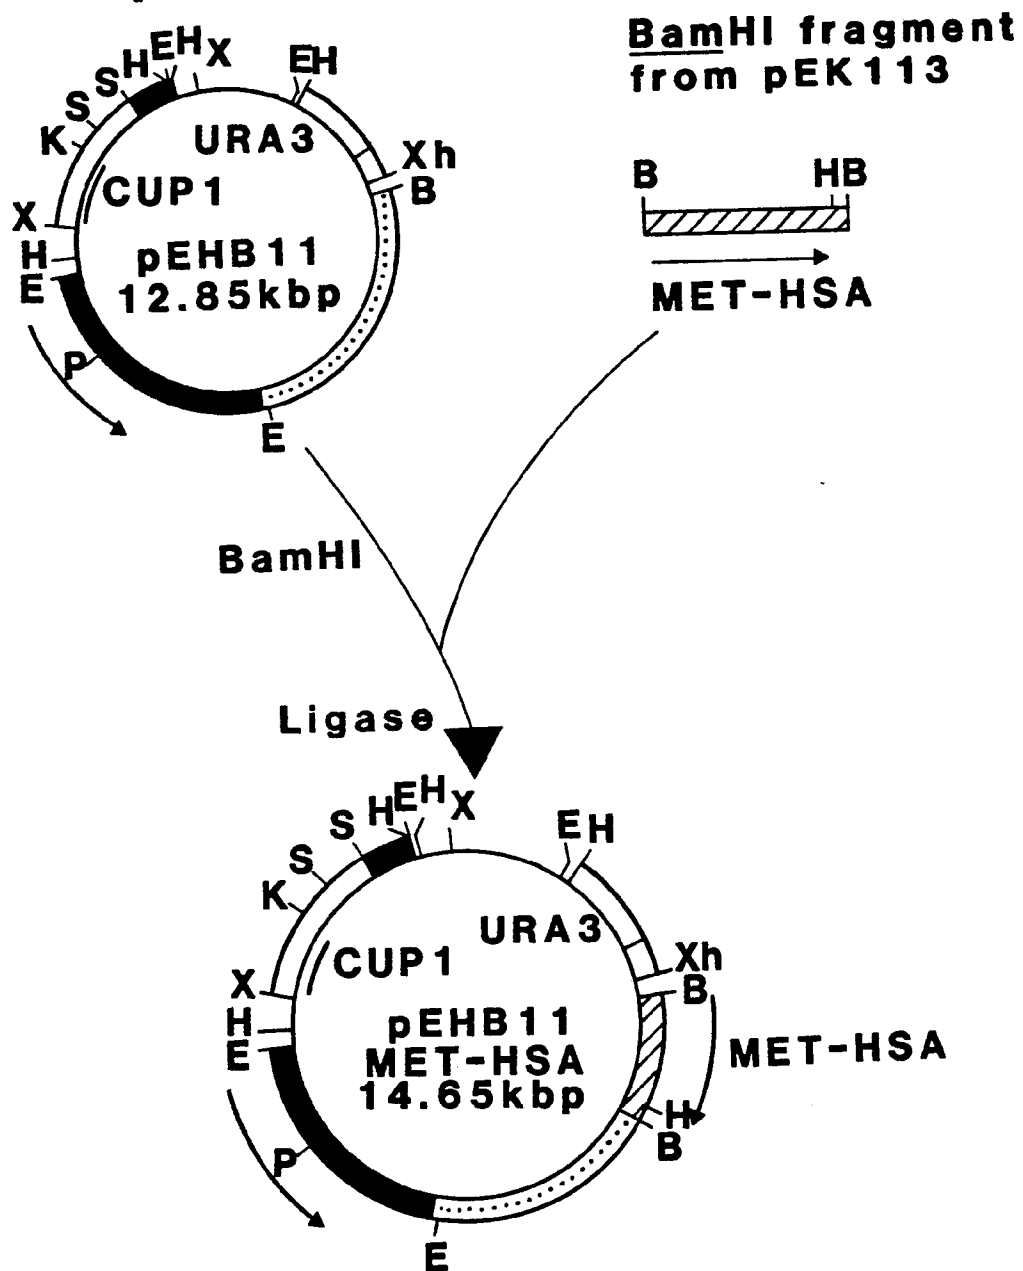 BamHI fragment
from pEK113
H E H X
S
S
K
X
H
E
P
E
EH
Xh
B
URA3
CUP1
pEHB11
12.85kbp
B HB
MET-HSA
BamHI
Ligase
H E H X
S
S
K
X
H
E
P
E
E H
Xh
B
URA3
CUP1
pEHB11
MET-HSA
14.65kbp
MET-HSA
H
B